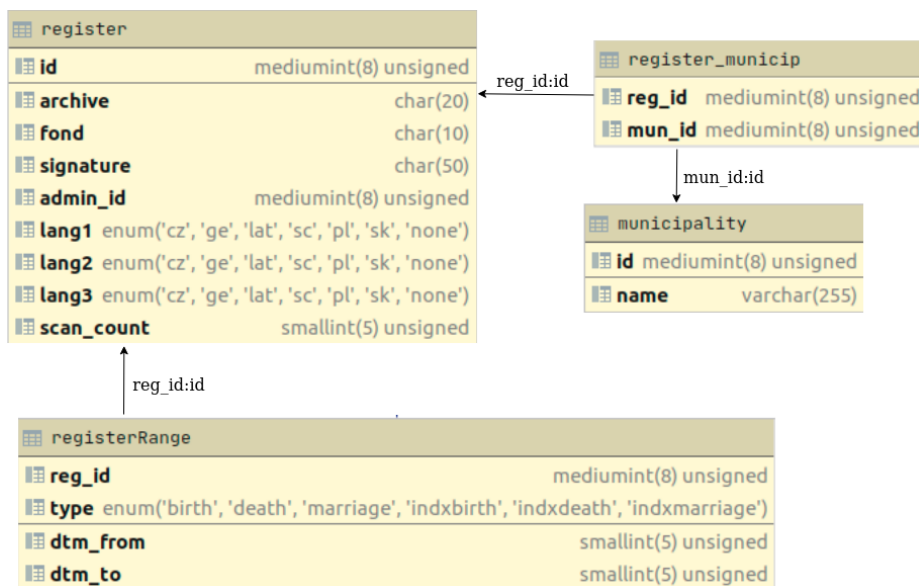 register
id mediumint(8) unsigned
archive char(20)
fond char(10)
signature char(50)
admin_id mediumint(8) unsigned
lang1 enum('cz', 'ge', 'lat', 'sc', 'pl', 'sk', 'none')
lang2 enum('cz', 'ge', 'lat', 'sc', 'pl', 'sk', 'none')
lang3 enum('cz', 'ge', 'lat', 'sc', 'pl', 'sk', 'none')
scan_count smallint(5) unsigned
reg_id:id
register_municip
reg_id mediumint(8) unsigned
mun_id mediumint(8) unsigned
mun_id:id
municipality
id mediumint(8) unsigned
name varchar(255)
reg_id:id
registerRange
reg_id mediumint(8) unsigned
type enum('birth', 'death', 'marriage', 'indxbirth', 'indxdeath', 'indxmarriage')
dtm_from smallint(5) unsigned
dtm_to smallint(5) unsigned